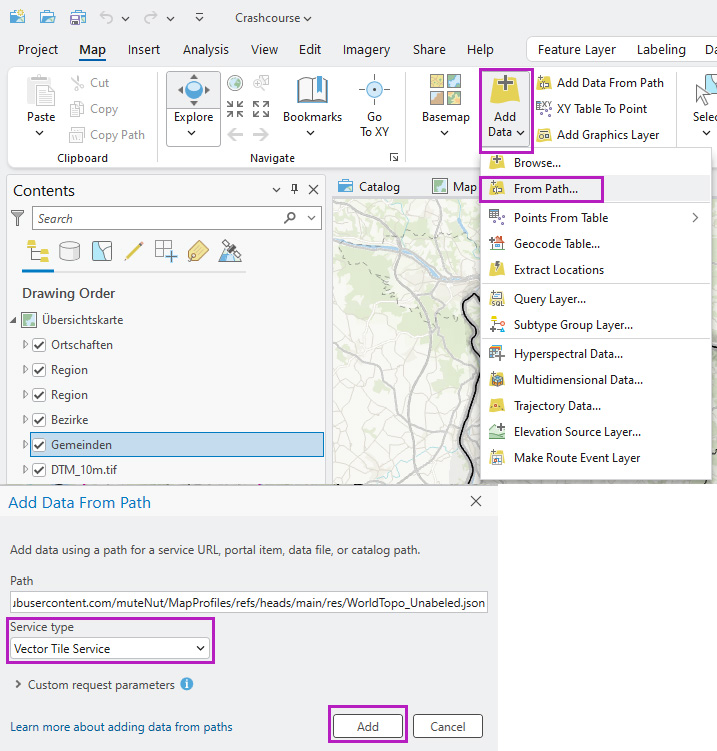 Crashcourse
Project Map Insert Analysis View Edit Imagery Share Help Feature Layer Labeling Da
Paste
Cut
Copy
Copy Path
Clipboard
Explore
Bookmarks
Go
To XY
Navigate
Basemap
Add
Data
Add Data From Path
XY Table To Point
Add Graphics Layer
Selec
Browse...
From Path...
Points From Table
Geocode Table...
Extract Locations
SQL
Query Layer...
Subtype Group Layer...
Hyperspectral Data...
Multidimensional Data...
Trajectory Data...
Elevation Source Layer...
Make Route Event Layer
Contents
Search
Drawing Order
Übersichtskarte
Ortschaften
Region
Region
Bezirke
Gemeinden
DTM_10m.tif
Catalog
Map
Add Data From Path
Add data using a path for a service URL, portal item, data file, or catalog path.
Path
ubusercontent.com/muteNut/MapProfiles/refs/heads/main/res/WorldTopo_Unabeled.json
Service type
Vector Tile Service
Custom request parameters
Learn more about adding data from paths
Add
Cancel